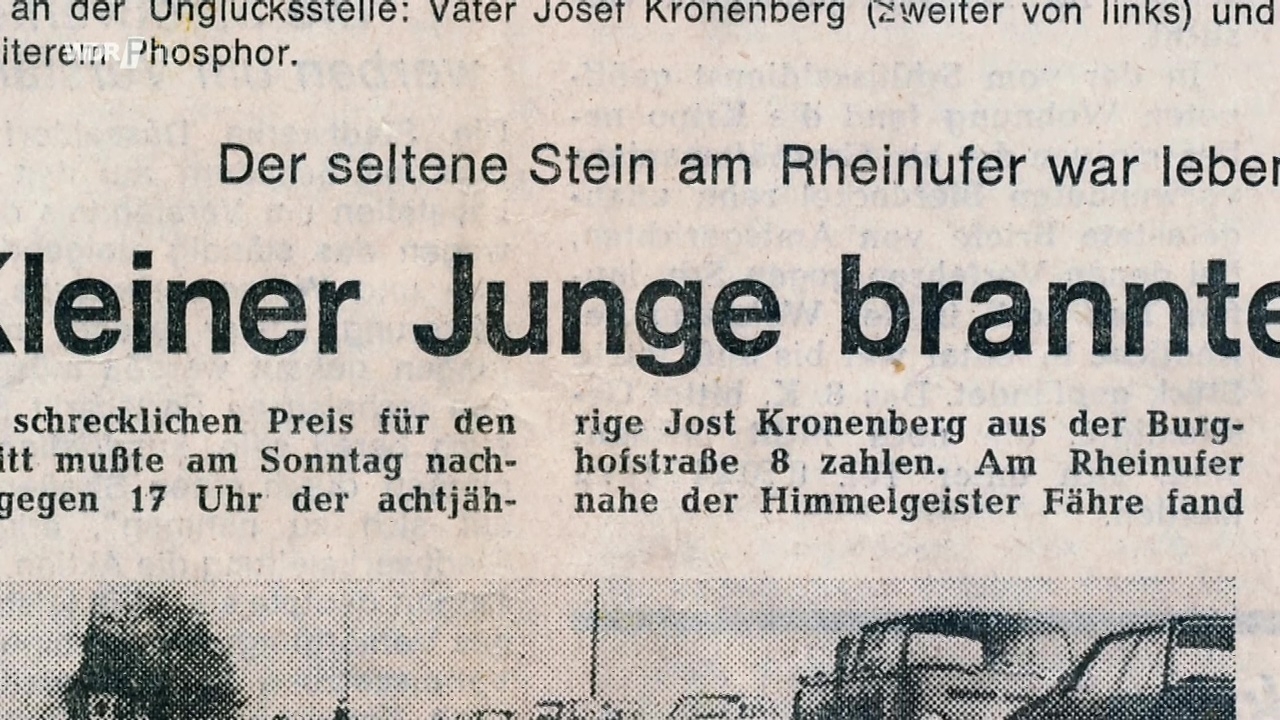 an der Unglücksstelle: Vater Josef Kronenberg (zweiter von links) und
iterem Phosphor.
WDR
Der seltene Stein am Rheinufer war leben
Kleiner Junge brannte
schrecklichen Preis für den
itt mußte am Sonntag nach-
gegen 17 Uhr der achtjäh-
rige Jost Kronenberg aus der Burg-
hofstraße 8 zahlen. Am Rheinufer
nahe der Himmelgeister Fähre fand